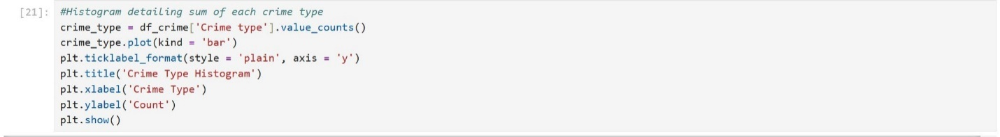 [21]: #Histogram detailing sum of each crime type
crime_type = df_crime['Crime type'].value_counts()
crime_type.plot(kind = 'bar')
plt.ticklabel_format(style = 'plain', axis = 'y')
plt.title('Crime Type Histogram')
plt.xlabel('Crime Type')
plt.ylabel('Count')
plt.show()